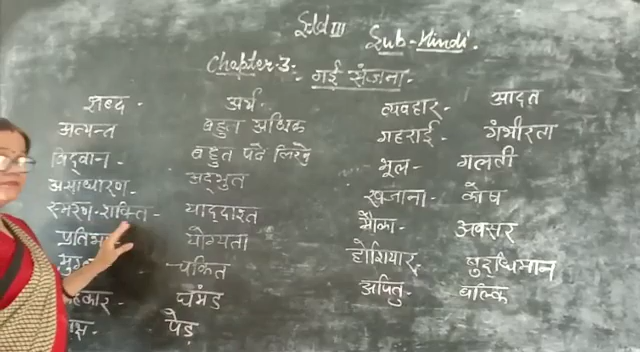 Std III
Sub-Hindi.
Chapter-3- गई संजना-
शब्द - अर्थ-
अत्यन्त बहुत अधिक
विद्वान- बहुत पढ़े लिखे
असाधारण- अद्भुत
स्मरण-शक्ति- याददाश्त
योग्यता
चकित
घमंड
पेड़
व्यवहार- आदत
गहराई- गंभीरता
भूल- गलती
खजाना- कोष
मौका- अवसर
होशियार- बुद्धिमान
अपितु- बल्कि